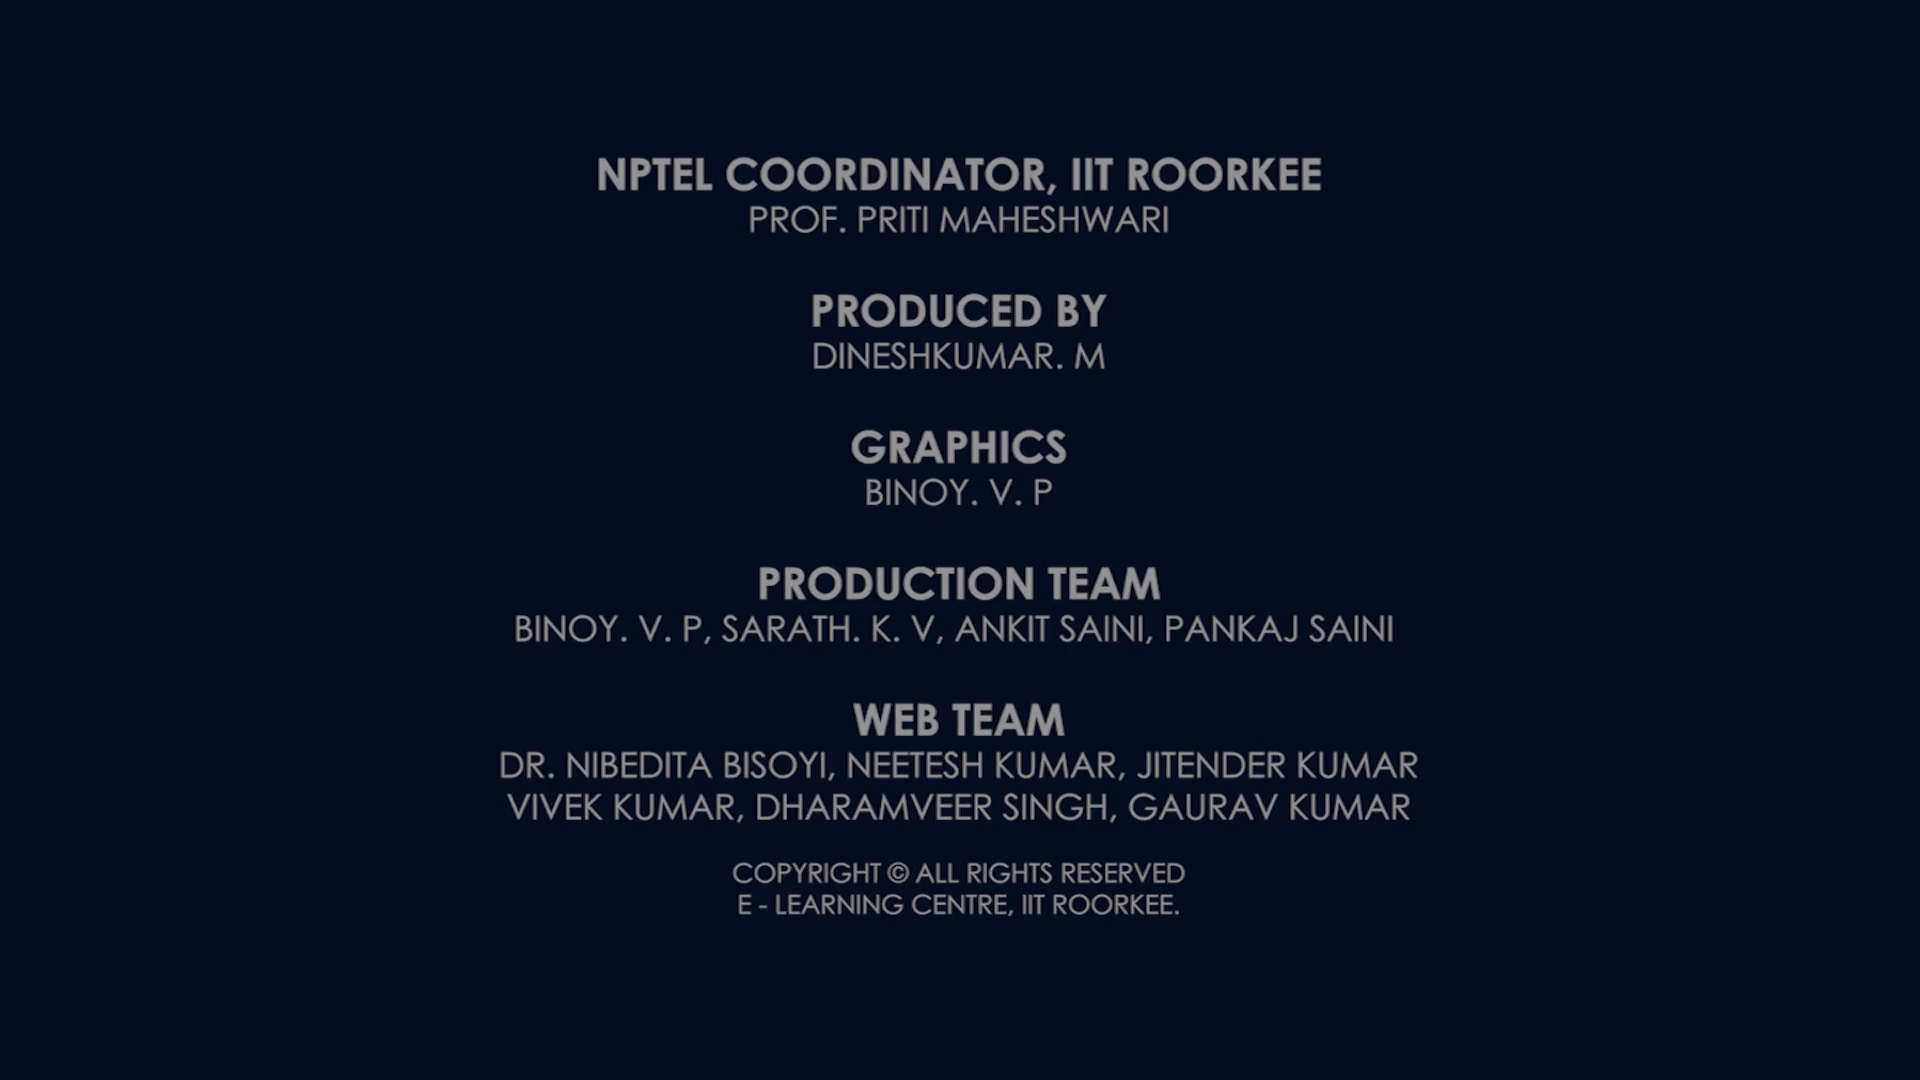 NPTEL COORDINATOR, IIT ROORKEE
PROF. PRITI MAHESHWARI
PRODUCED BY
DINESHKUMAR. M
GRAPHICS
BINOY. V. P
PRODUCTION TEAM
BINOY. V. P, SARATH. K. V, ANKIT SAINI, PANKAJ SAINI
WEB TEAM
DR. NIBEDITA BISOYI, NEETESH KUMAR, JITENDER KUMAR
VIVEK KUMAR, DHARAMVEER SINGH, GAURAV KUMAR
COPYRIGHT © ALL RIGHTS RESERVED
E - LEARNING CENTRE, IIT ROORKEE.